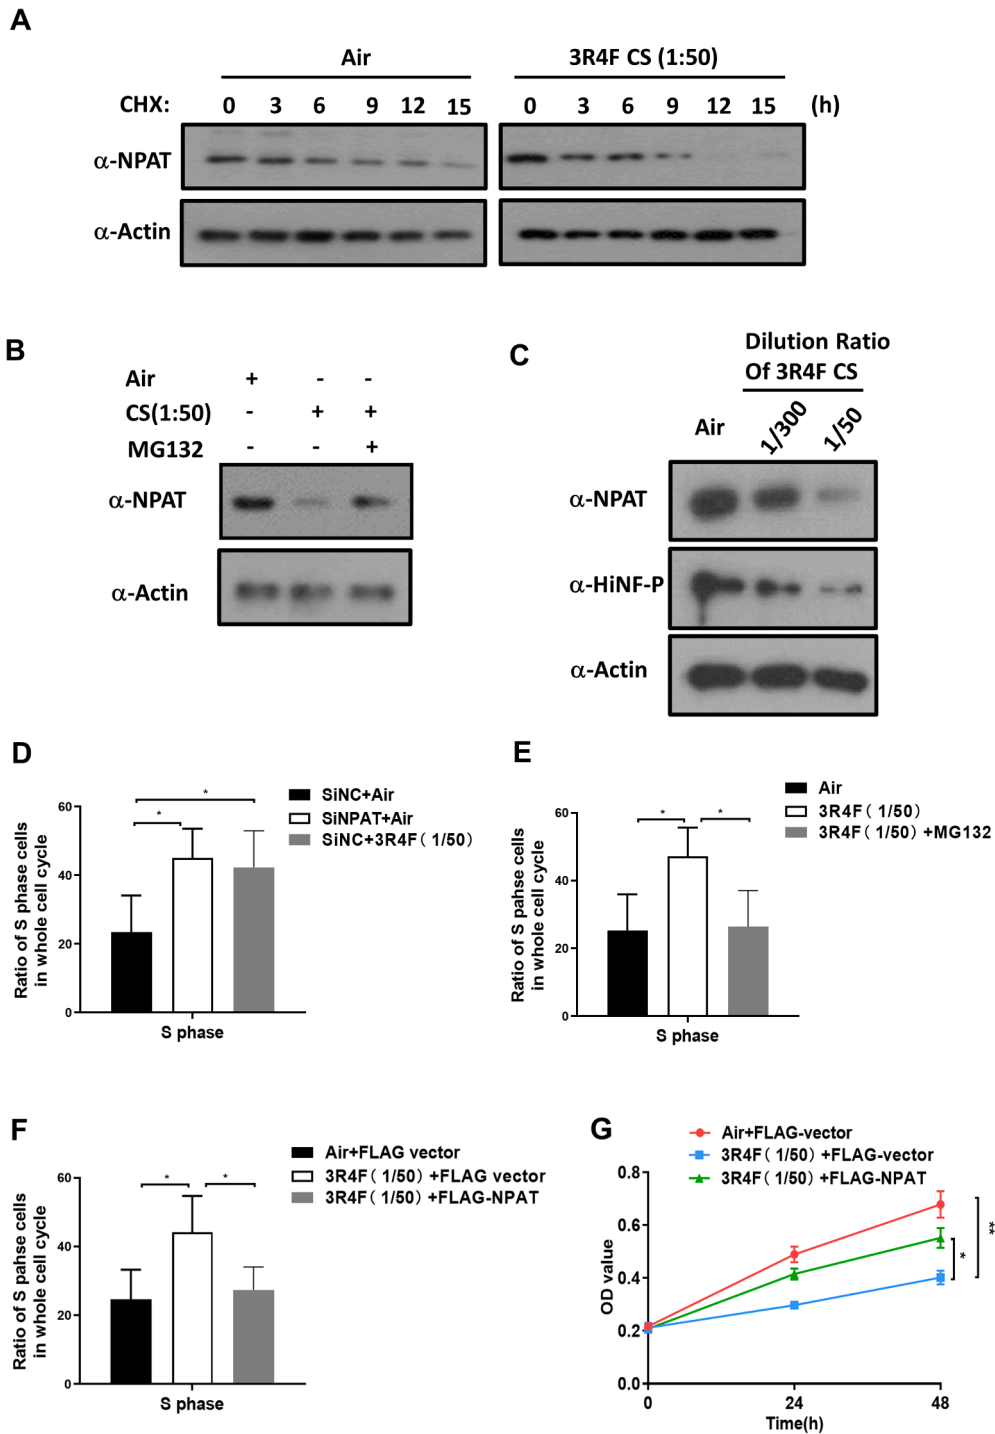 A
Air
3R4F CS (1:50)
CHX: 0 3 6 9 12 15 0 3 6 9 12 15 (h)
α-NPAT
α-Actin
B
Air + - -
CS(1:50) - + +
MG132 - - +
α-NPAT
α-Actin
C
Dilution Ratio
Of 3R4F CS
Air 1/300 1/50
α-NPAT
α-HiNF-P
α-Actin
D
SiNC+Air
SiNPAT+Air
SiNC+3R4F( 1/50)
Ratio of S phase cells
in whole cell cycle
60
40
20
0
* *
S phase
E
Air
3R4F( 1/50)
3R4F( 1/50) +MG132
Ratio of S pahse cells
in whole cell cycle
60
40
20
0
* *
S phase
F
Air+FLAG vector
3R4F( 1/50) +FLAG vector
3R4F( 1/50) +FLAG-NPAT
Ratio of S pahse cells
in whole cell cycle
60
40
20
0
* *
S phase
G
Air+FLAG-vector
3R4F( 1/50) +FLAG-vector
3R4F( 1/50) +FLAG-NPAT
OD value
0.8
0.6
0.4
0.2
0.0
0 24 48
Time(h)
*
**